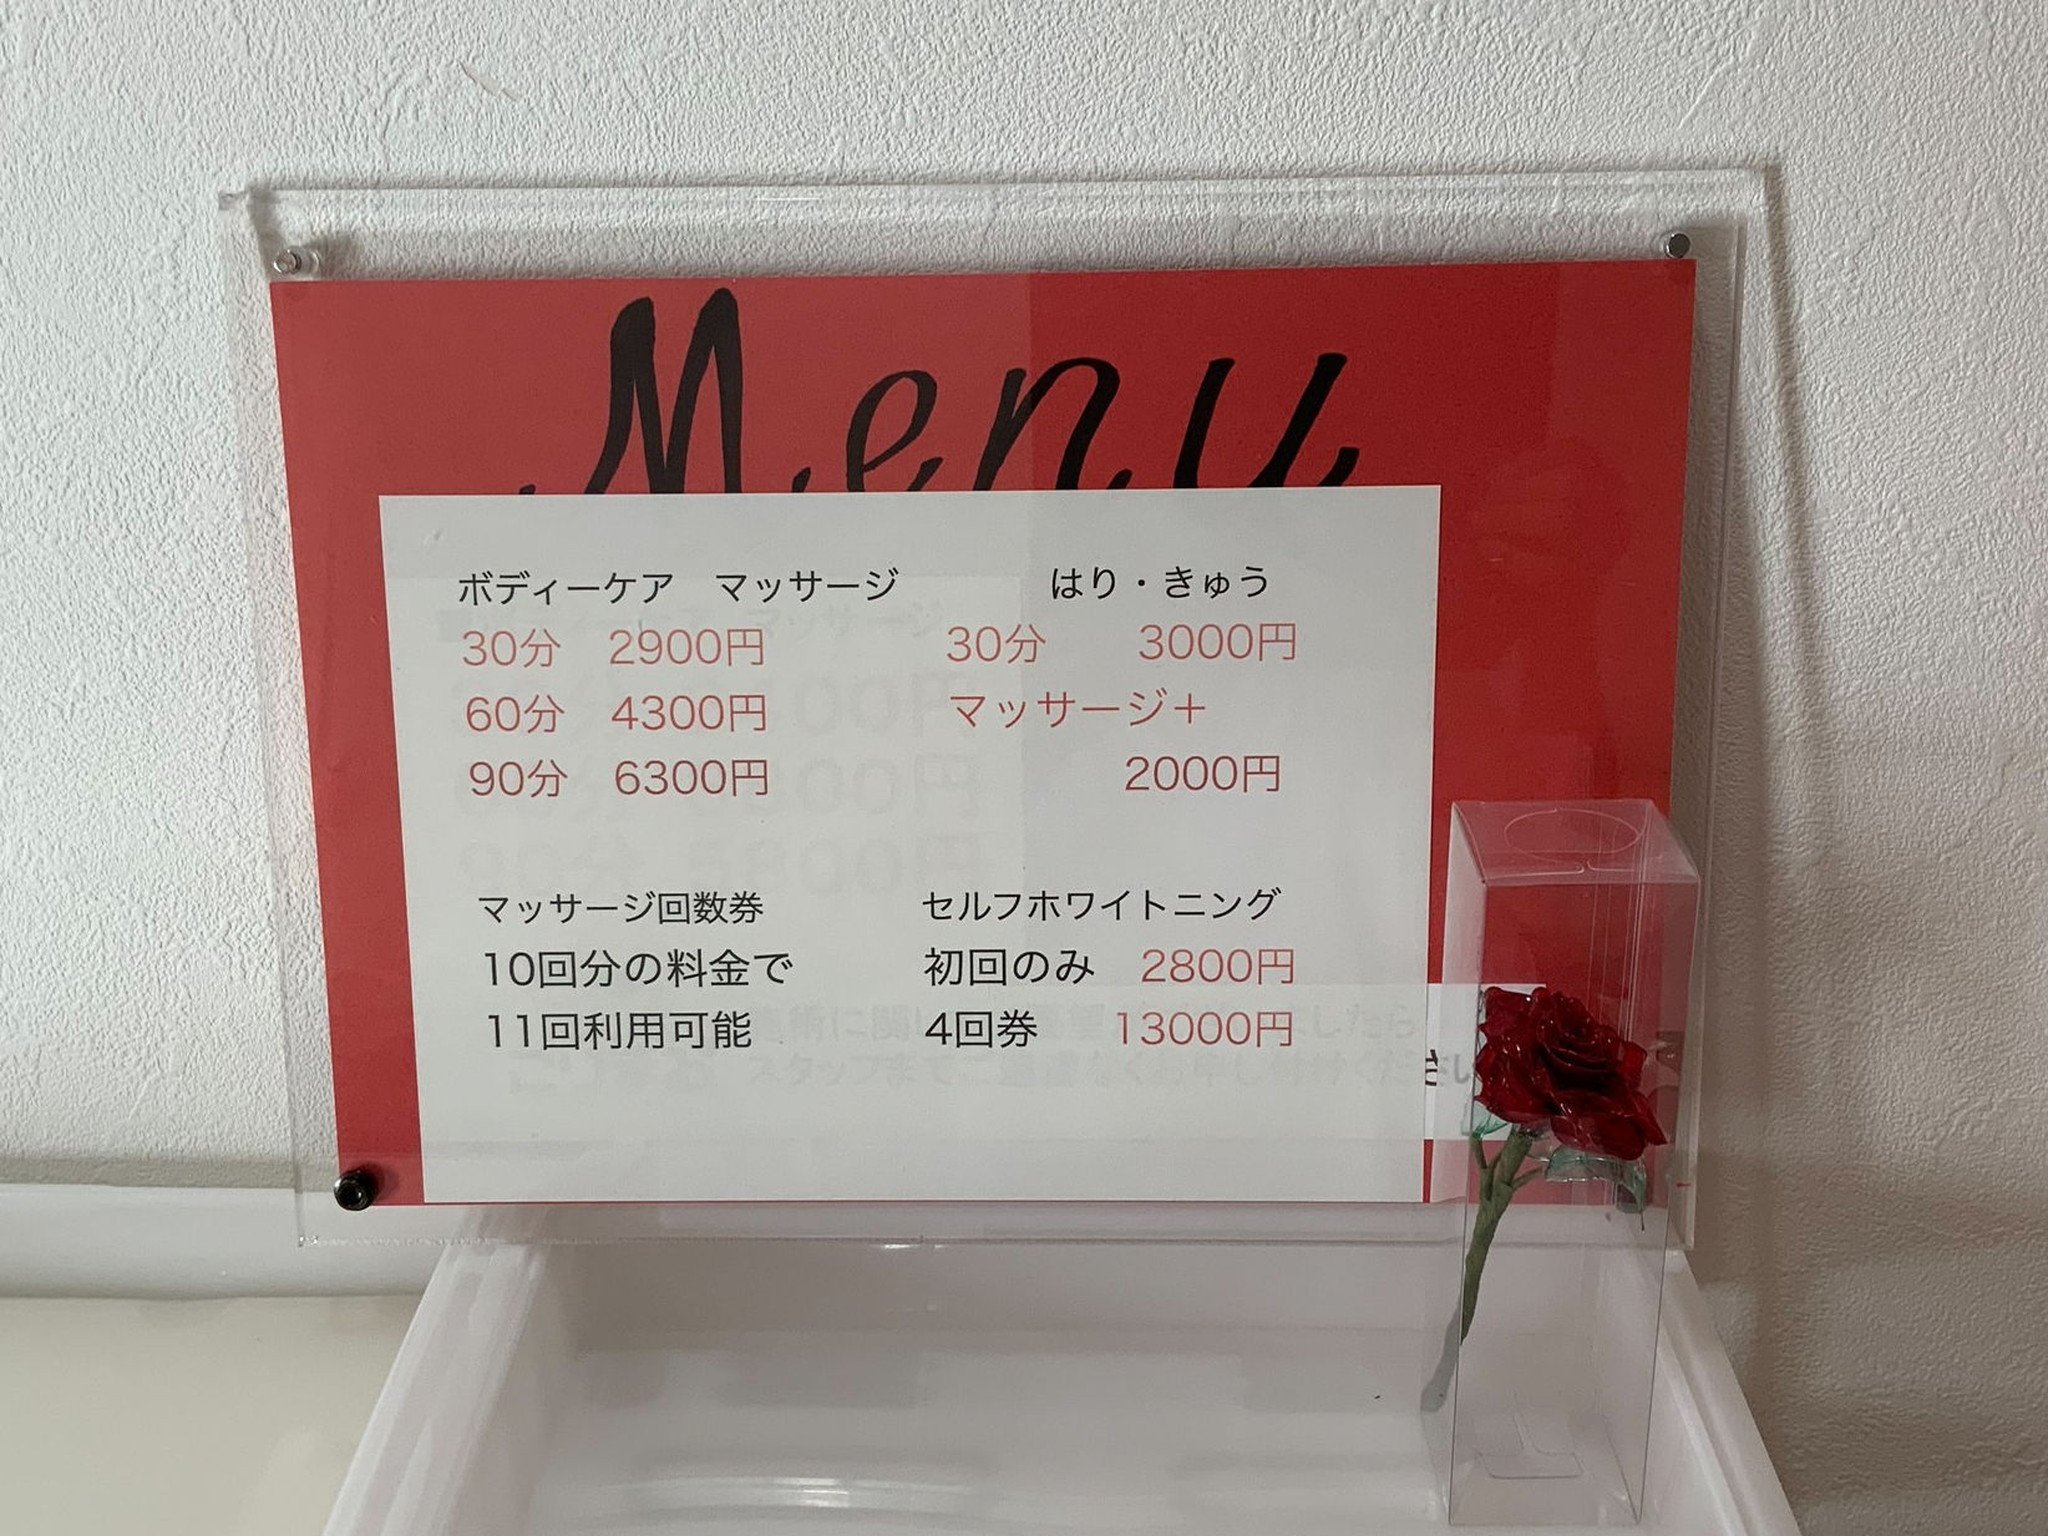 Menu
ボディーケア　マッサージ
30分　2900円
60分　4300円
90分　6300円
はり・きゅう
30分　3000円
マッサージ＋
2000円
マッサージ回数券
10回分の料金で
11回利用可能
セルフホワイトニング
初回のみ　2800円
4回券　13000円